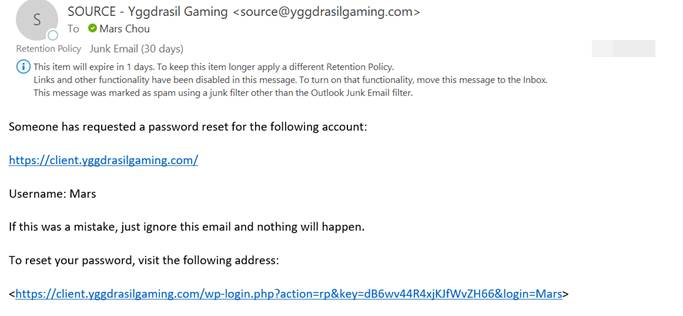 S
SOURCE - Yggdrasil Gaming <source@yggdrasilgaming.com>
To Mars Chou
Retention Policy Junk Email (30 days)
This item will expire in 1 days. To keep this item longer apply a different Retention Policy.
Links and other functionality have been disabled in this message. To turn on that functionality, move this message to the Inbox.
This message was marked as spam using a junk filter other than the Outlook Junk Email filter.
Someone has requested a password reset for the following account:
https://client.yggdrasilgaming.com/
Username: Mars
If this was a mistake, just ignore this email and nothing will happen.
To reset your password, visit the following address:
<https://client.yggdrasilgaming.com/wp-login.php?action=rp&key=dB6wv44R4xjKJfWvZH66&login=Mars>